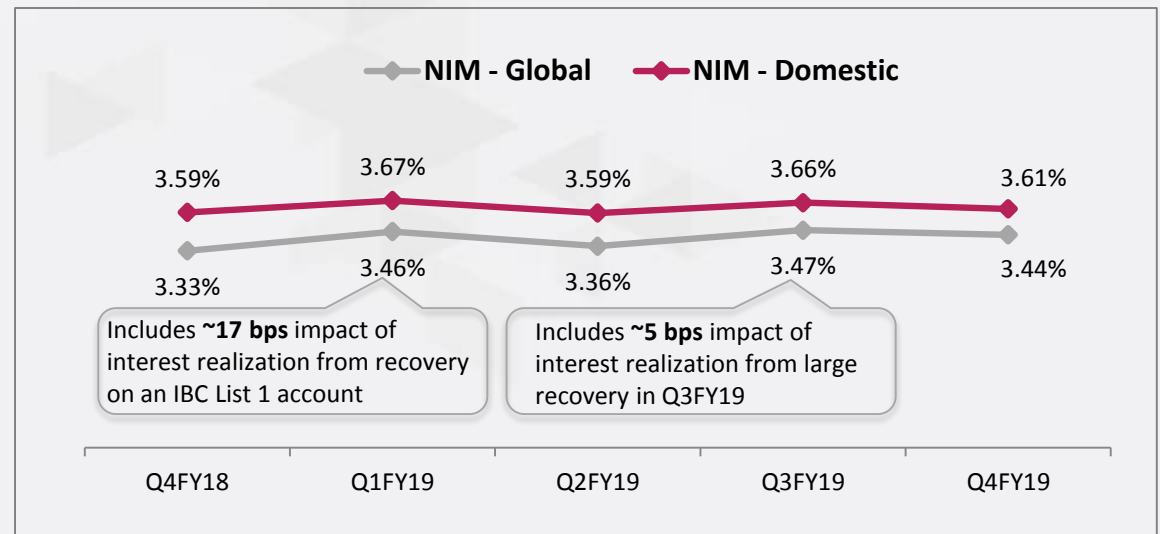 NIM - Global NIM - Domestic
3.59% 3.67% 3.59% 3.66% 3.61%
3.33% 3.46% 3.36% 3.47% 3.44%
Includes ~17 bps impact of
interest realization from recovery
on an IBC List 1 account
Includes ~5 bps impact of
interest realization from large
recovery in Q3FY19
Q4FY18 Q1FY19 Q2FY19 Q3FY19 Q4FY19